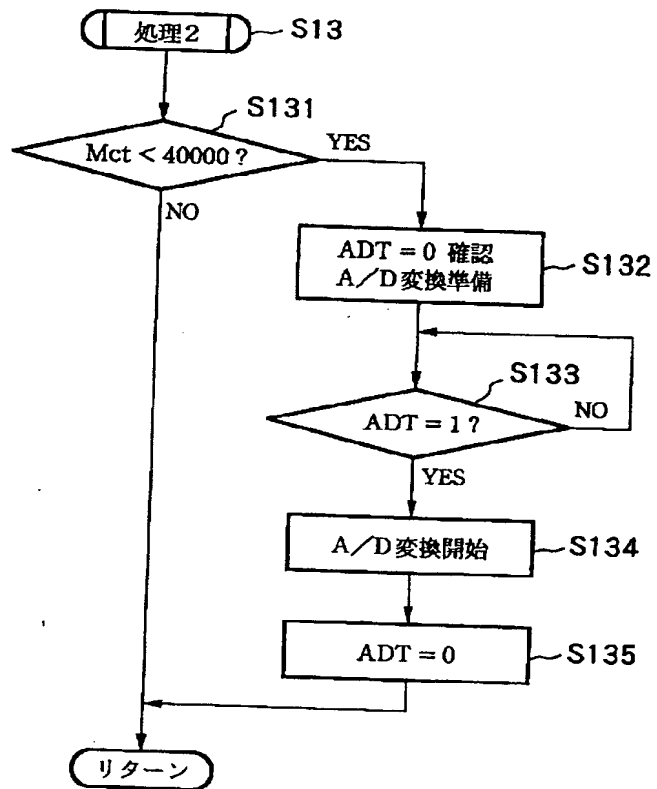 処理2
S13
S131
Mct < 40000 ?
YES
NO
ADT = 0 確認
A/D変換準備
S132
S133
ADT = 1 ?
NO
YES
A/D変換開始
S134
ADT = 0
S135
リターン